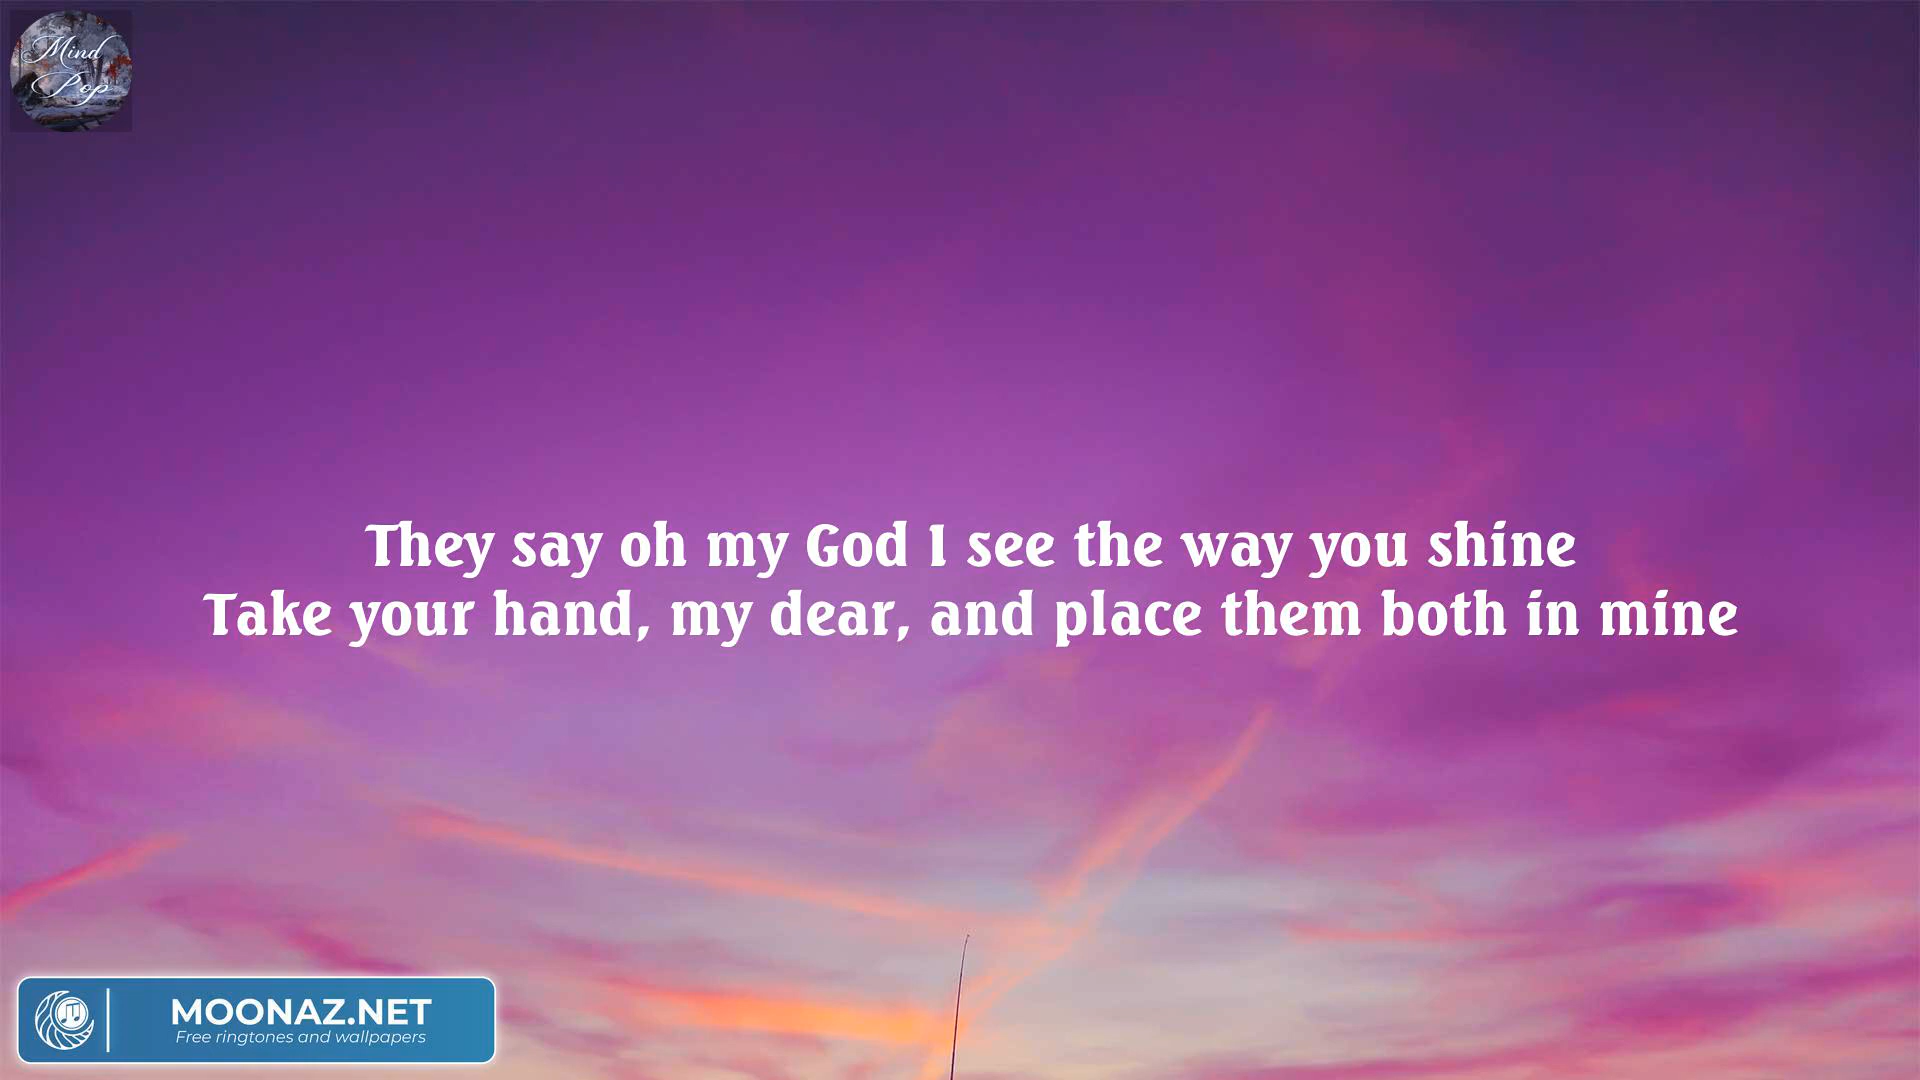 Mind
Pop
They say oh my God I see the way you shine
Take your hand, my dear, and place them both in mine
MOONAZ.NET
Free ringtones and wallpapers